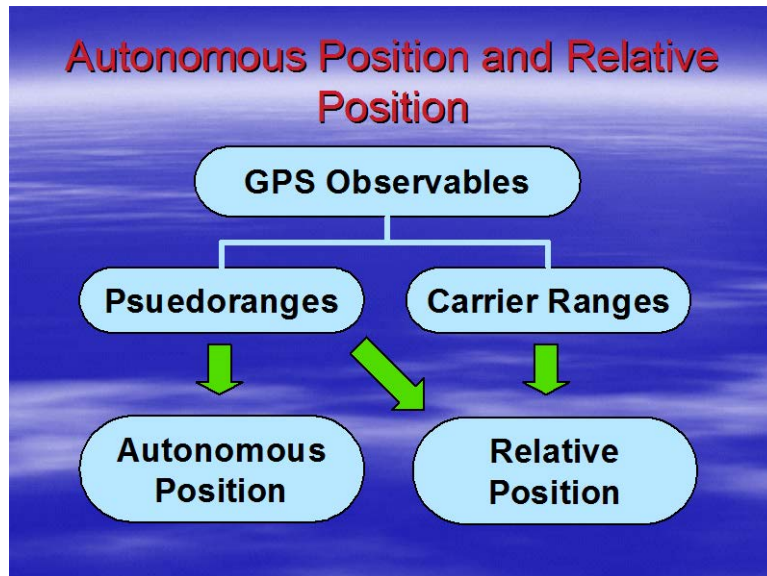 Autonomous Position and Relative
Position
GPS Observables
Psuedoranges
Carrier Ranges
Autonomous
Position
Relative
Position